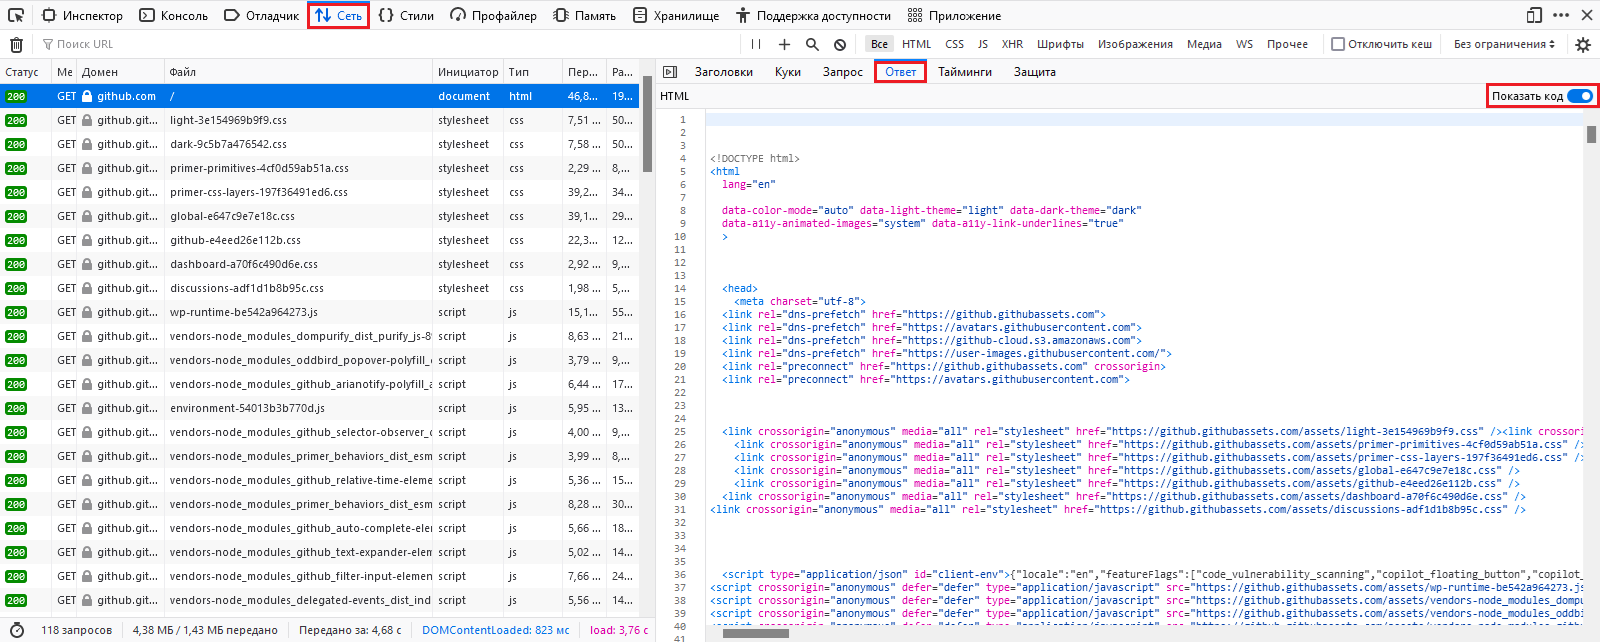 Инспектор Консоль Отладчик Сеть Стили Профайлер Память Хранилище Поддержка доступности Приложение
Поиск URL
Все HTML CSS JS XHR Шрифты Изображения Медиа WS Прочее Отключить кеш Без ограничения
Статус Ме Домен Файл Инициатор Тип Пер... Ра...
200 GET github.com / document html 46,8... 19...
200 GET github.git... light-3e154969b9f9.css stylesheet css 7,51 ... 50...
200 GET github.git... dark-9c5b7a476542.css stylesheet css 7,58 ... 50...
200 GET github.git... primer-primitives-4cf0d59ab51a.css stylesheet css 2,29 ... 8,...
200 GET github.git... primer-css-layers-197f36491ed6.css stylesheet css 39,2... 34...
200 GET github.git... global-e647c9e7e18c.css stylesheet css 39,1... 29...
200 GET github.git... github-e4eed26e112b.css stylesheet css 22,3... 12...
200 GET github.git... dashboard-a70f6c490d6e.css stylesheet css 2,92 ... 9,...
200 GET github.git... discussions-adf1d1b8b95c.css stylesheet css 1,98 ... 5,...
200 GET github.git... wp-runtime-be542a964273.js script js 15,1... 55...
200 GET github.git... vendors-node_modules_dompurify_dist_purify_js-8 script js 8,63 ... 21...
200 GET github.git... vendors-node_modules_oddbird_popover-polyfill_ script js 3,79 ... 9,...
200 GET github.git... vendors-node_modules_github_arianotify-polyfill_a script js 6,44 ... 17...
200 GET github.git... environment-54013b3b770d.js script js 5,95 ... 13...
200 GET github.git... vendors-node_modules_github_selector-observer_ script js 4,00 ... 9,...
200 GET github.git... vendors-node_modules_primer_behaviors_dist_esm script js 3,99 ... 8,...
200 GET github.git... vendors-node_modules_github_relative-time-eleme script js 5,36 ... 15...
200 GET github.git... vendors-node_modules_primer_behaviors_dist_esm script js 8,28 ... 30...
200 GET github.git... vendors-node_modules_github_auto-complete-eler script js 5,66 ... 18...
200 GET github.git... vendors-node_modules_github_text-expander-elem script js 5,02 ... 14...
200 GET github.git... vendors-node_modules_github_filter-input-elemen script js 7,66 ... 24...
200 GET github.git... vendors-node_modules_delegated-events_dist_ind script js 5,56 ... 14...
118 запросов 4,38 МБ / 1,43 МБ передано Передано за: 4,68 с DOMContentLoaded: 823 мс load: 3,76 с
Заголовки Куки Запрос Ответ Тайминги Защита
HTML Показать код
1
2
3
4 <!DOCTYPE html>
5 <html
6 lang="en"
7
8 data-color-mode="auto" data-light-theme="light" data-dark-theme="dark"
9 data-a11y-animated-images="system" data-a11y-link-underlines="true"
10 >
11
12
13
14 <head>
15 <meta charset="utf-8">
16 <link rel="dns-prefetch" href="https://github.githubassets.com">
17 <link rel="dns-prefetch" href="https://avatars.githubusercontent.com">
18 <link rel="dns-prefetch" href="https://github-cloud.s3.amazonaws.com">
19 <link rel="dns-prefetch" href="https://user-images.githubusercontent.com/">
20 <link rel="preconnect" href="https://github.githubassets.com" crossorigin>
21 <link rel="preconnect" href="https://avatars.githubusercontent.com">
22
23
24
25 <link crossorigin="anonymous" media="all" rel="stylesheet" href="https://github.githubassets.com/assets/light-3e154969b9f9.css" /><link crossori
26 <link crossorigin="anonymous" media="all" rel="stylesheet" href="https://github.githubassets.com/assets/primer-primitives-4cf0d59ab51a.css" /
27 <link crossorigin="anonymous" media="all" rel="stylesheet" href="https://github.githubassets.com/assets/primer-css-layers-197f36491ed6.css" /
28 <link crossorigin="anonymous" media="all" rel="stylesheet" href="https://github.githubassets.com/assets/global-e647c9e7e18c.css" />
29 <link crossorigin="anonymous" media="all" rel="stylesheet" href="https://github.githubassets.com/assets/github-e4eed26e112b.css" />
30 <link crossorigin="anonymous" media="all" rel="stylesheet" href="https://github.githubassets.com/assets/dashboard-a70f6c490d6e.css" />
31 <link crossorigin="anonymous" media="all" rel="stylesheet" href="https://github.githubassets.com/assets/discussions-adf1d1b8b95c.css" />
32
33
34
35
36 <script type="application/json" id="client-env">{"locale":"en","featureFlags":["code_vulnerability_scanning","copilot_floating_button","copilot_
37 <script crossorigin="anonymous" defer="defer" type="application/javascript" src="https://github.githubassets.com/assets/wp-runtime-be542a964273.js
38 <script crossorigin="anonymous" defer="defer" type="application/javascript" src="https://github.githubassets.com/assets/vendors-node_modules_dompu
39 <script crossorigin="anonymous" defer="defer" type="application/javascript" src="https://github.githubassets.com/assets/vendors-node_modules_oddbi
40 <script crossorigin="anonymous" defer="defer" type="application/javascript" src="https://github.githubassets.com/assets/vendors-node_modules_githu
41